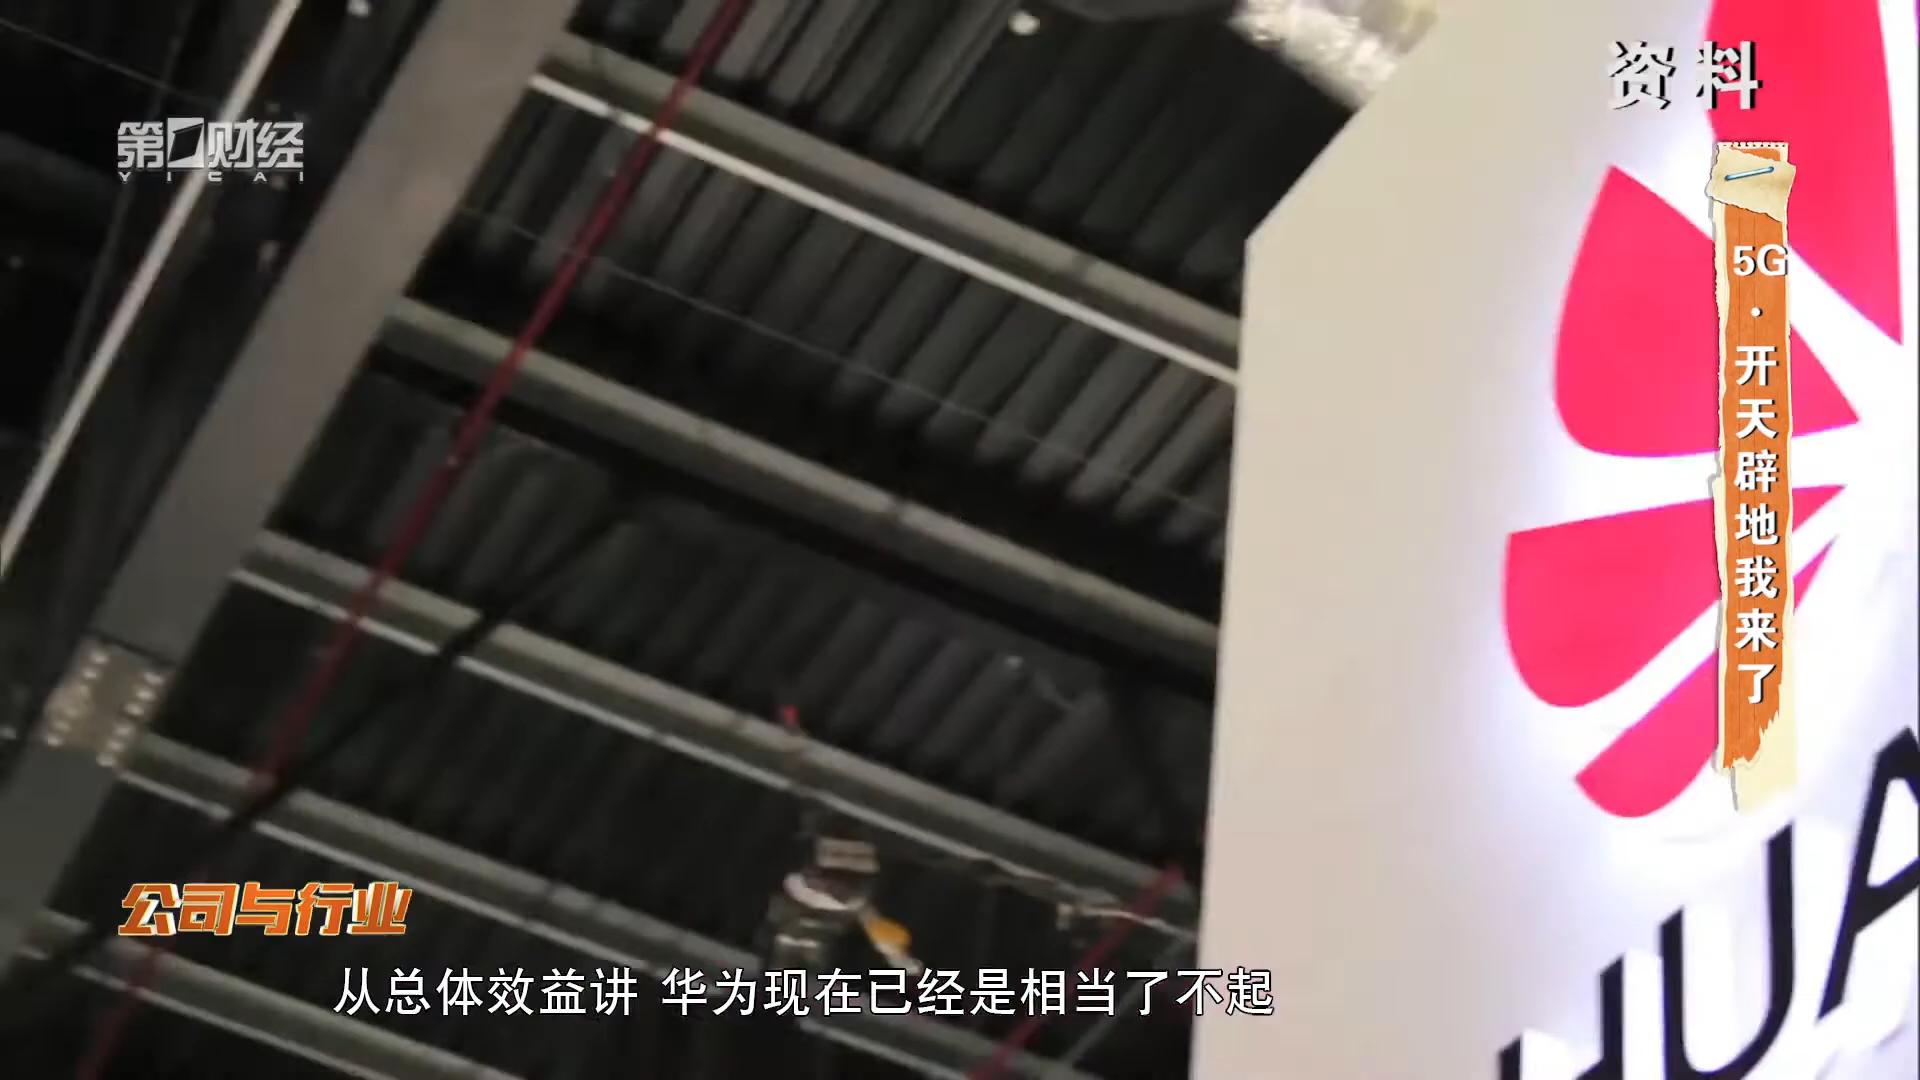 资料
第一财经
YICAI
5G·开天辟地我来了
HUA
公司与行业
从总体效益讲 华为现在已经是相当了不起